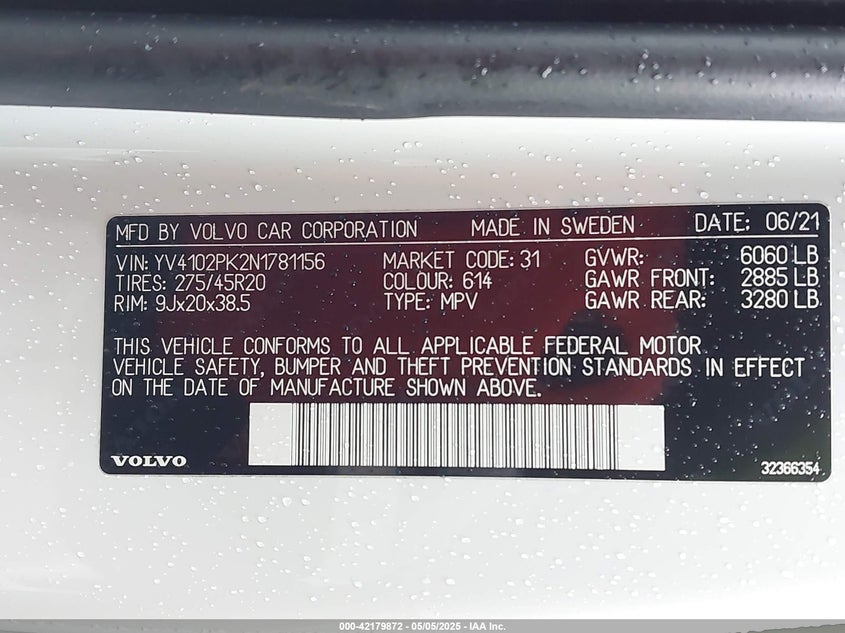 MFD BY VOLVO CAR CORPORATION MADE IN SWEDEN DATE: 06/21
VIN: YV4102PK2N1781156 MARKET CODE: 31 GVWR: 6060 LB
TIRES: 275/45R20 COLOUR: 614 GAWR FRONT: 2885 LB
RIM: 9Jx20x38.5 TYPE: MPV GAWR REAR: 3280 LB
THIS VEHICLE CONFORMS TO ALL APPLICABLE FEDERAL MOTOR
VEHICLE SAFETY, BUMPER AND THEFT PREVENTION STANDARDS IN EFFECT
ON THE DATE OF MANUFACTURE SHOWN ABOVE.
VOLVO 32366354
000-42179872 - 05/05/2025 - IAA Inc.